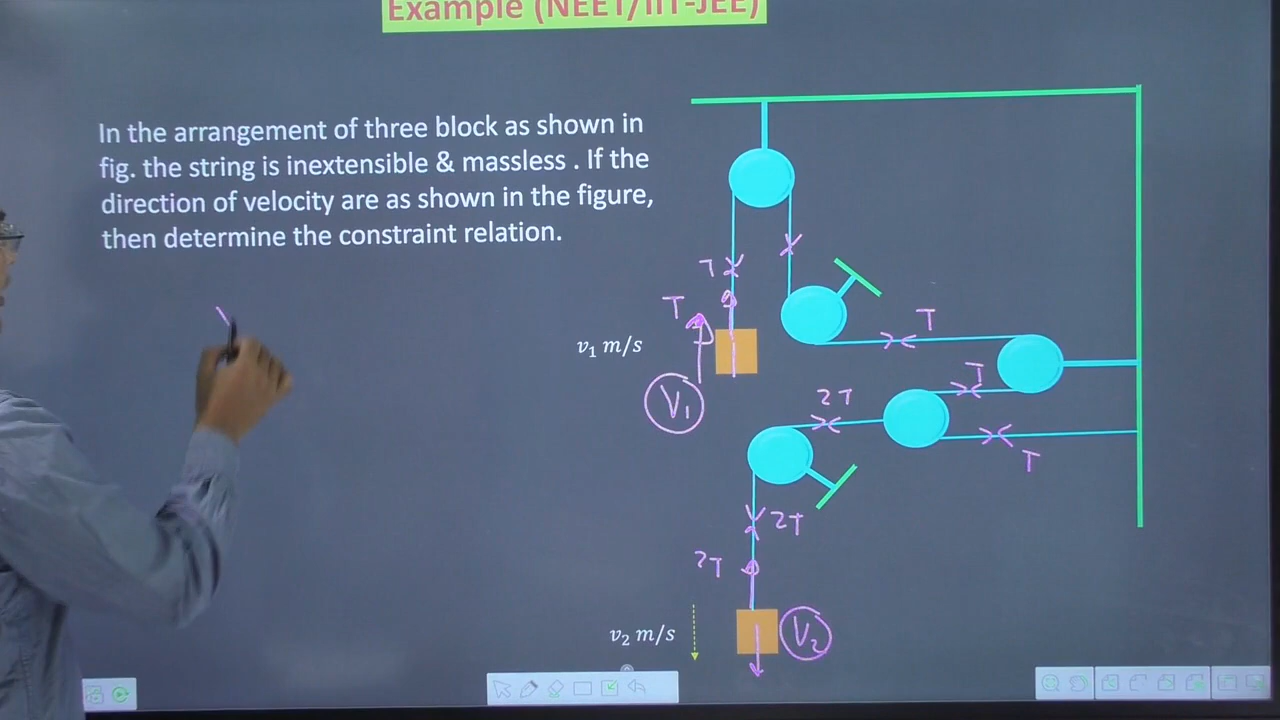 Example (NEET/IIT-JEE)
In the arrangement of three block as shown in
fig. the string is inextensible & massless . If the
direction of velocity are as shown in the figure,
then determine the constraint relation.
T
T
T
v₁ m/s
T
2T
V₁
T
2T
2T
v₂ m/s
V₂